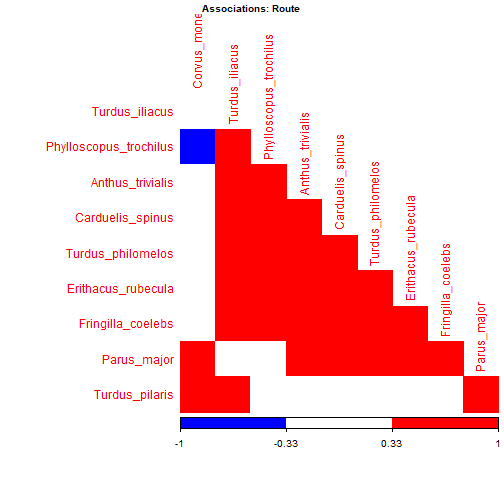 Associations: Route
Corvus_mone
Turdus_iliacus
Phylloscopus_trochilus
Anthus_trivialis
Carduelis_spinus
Turdus_philomelos
Erithacus_rubecula
Fringilla_coelebs
Parus_major
Turdus_iliacus
Phylloscopus_trochilus
Anthus_trivialis
Carduelis_spinus
Turdus_philomelos
Erithacus_rubecula
Fringilla_coelebs
Parus_major
Turdus_pilaris
-1 -0.33 0.33 1